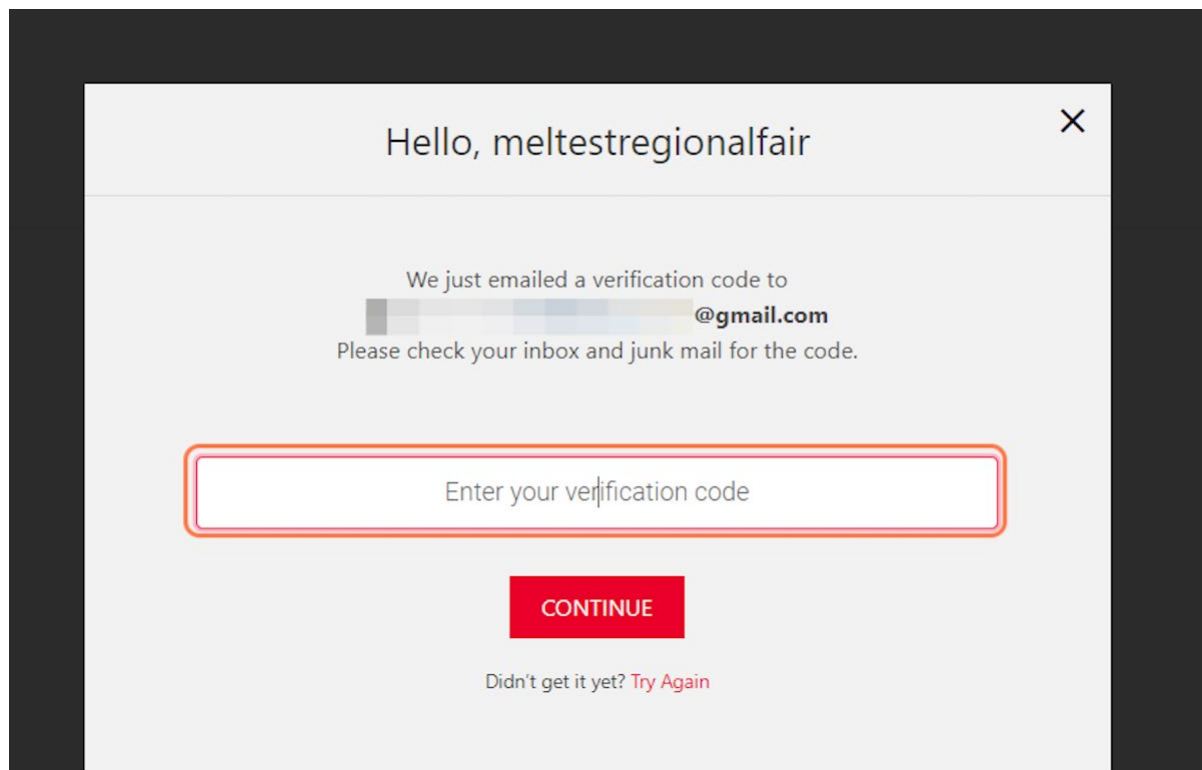 Hello, meltestregionalfair
We just emailed a verification code to
@gmail.com
Please check your inbox and junk mail for the code.
Enter your verification code
CONTINUE
Didn't get it yet? Try Again